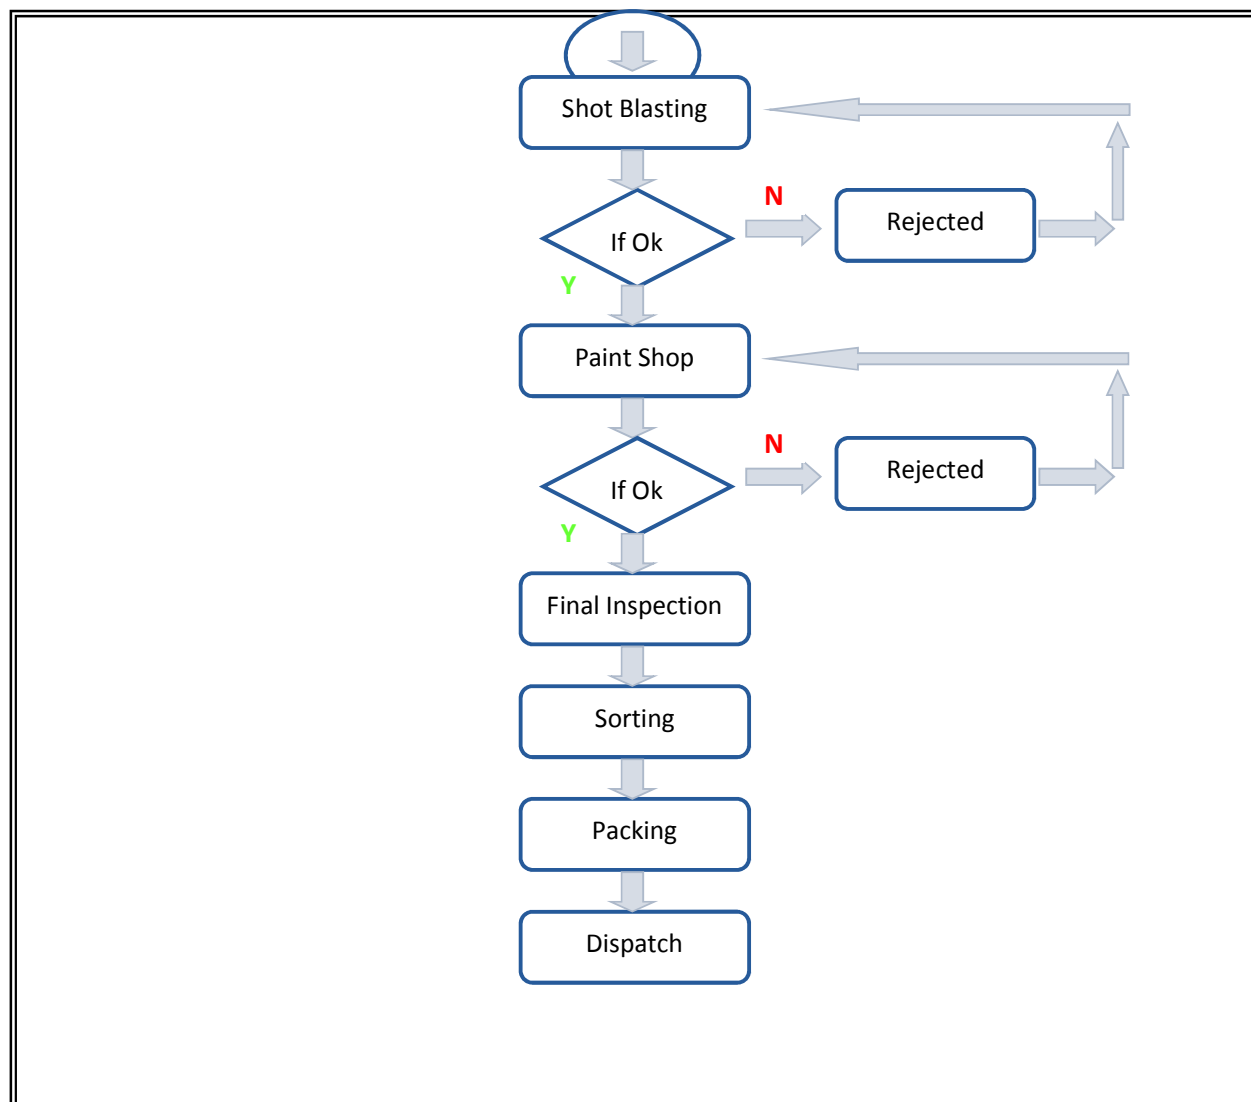 Shot Blasting
N
Rejected
If Ok
Y
Paint Shop
N
Rejected
If Ok
Y
Final Inspection
Sorting
Packing
Dispatch